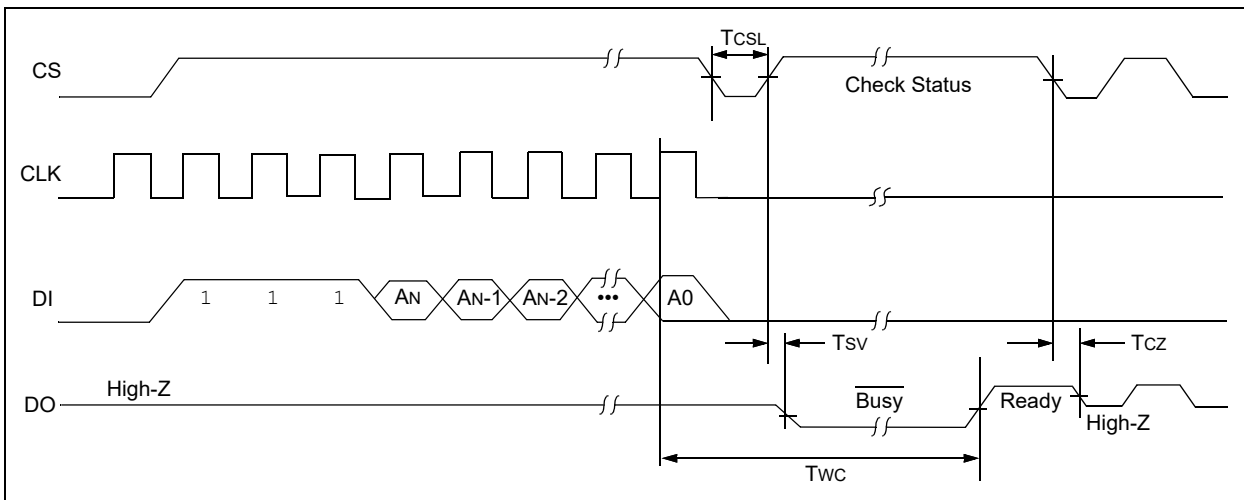 TCSL
CS
Check Status
CLK
DI 1 1 1 AN AN-1 AN-2 ••• A0
TSV TCZ
High-Z
DO
Busy Ready
High-Z
TWC